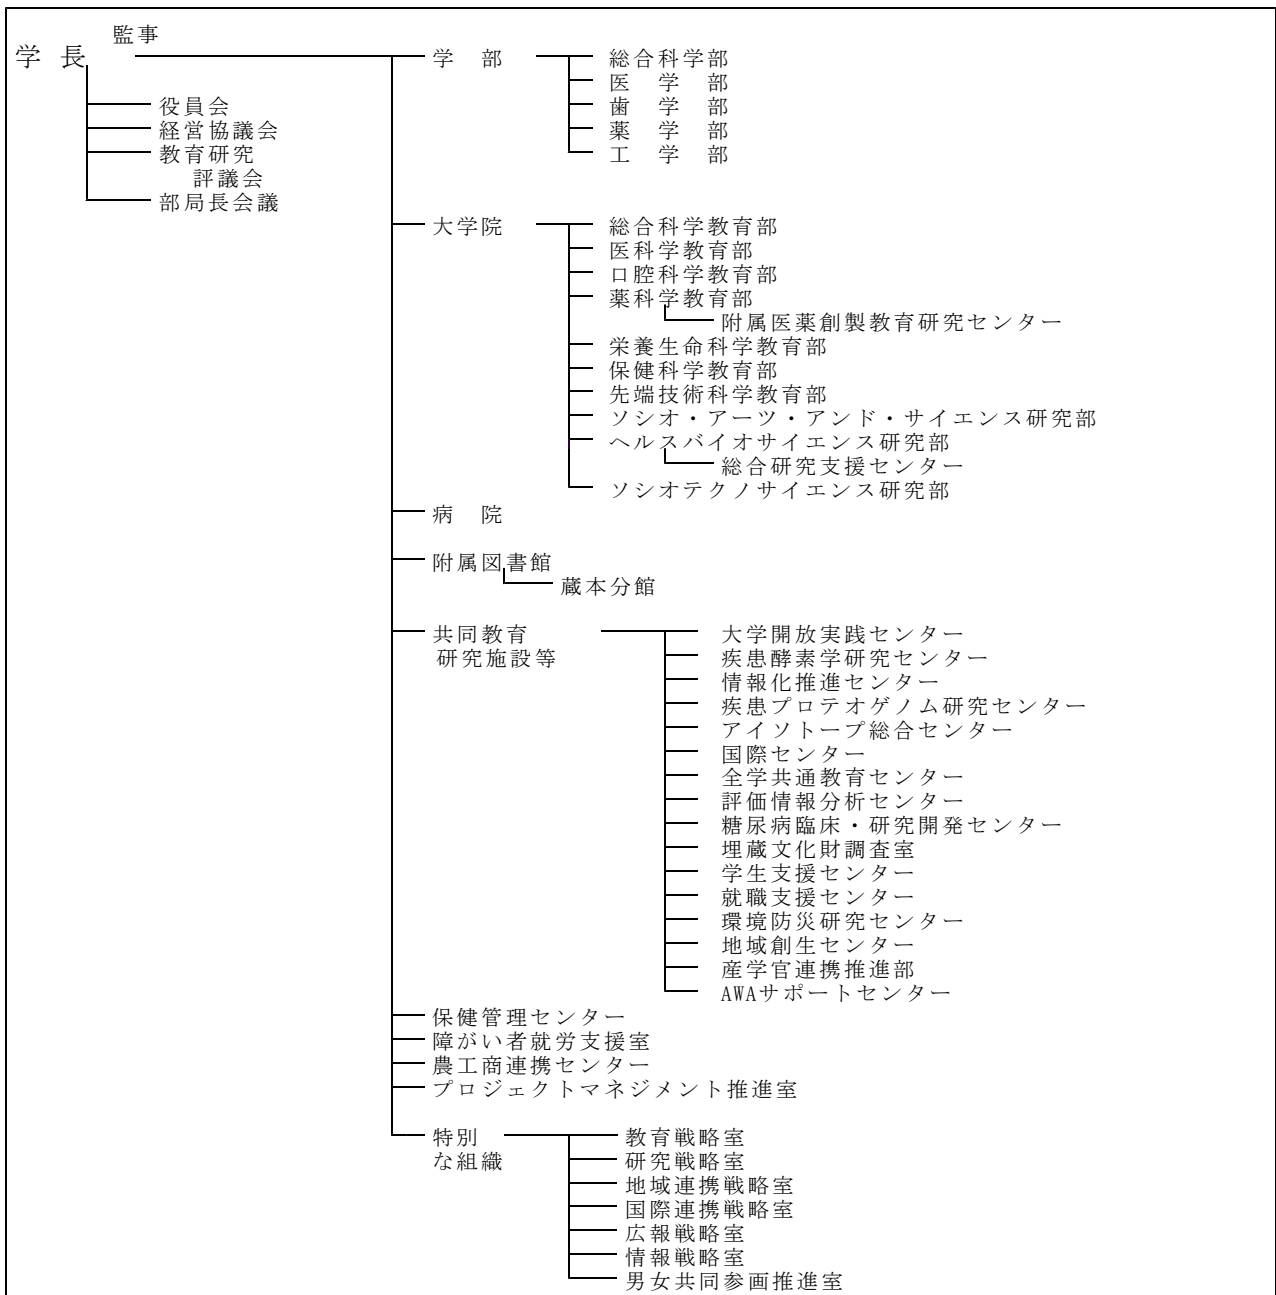 監事
学 長
役員会
経営協議会
教育研究
評議会
部局長会議
学 部
総合科学部
医 学 部
歯 学 部
薬 学 部
工 学 部
大学院
総合科学教育部
医科学教育部
口腔科学教育部
薬科学教育部
附属医薬創製教育研究センター
栄養生命科学教育部
保健科学教育部
先端技術科学教育部
ソシオ・アーツ・アンド・サイエンス研究部
ヘルスバイオサイエンス研究部
総合研究支援センター
ソシオテクノサイエンス研究部
病 院
附属図書館
蔵本分館
共同教育
研究施設等
大学開放実践センター
疾患酵素学研究センター
情報化推進センター
疾患プロテオゲノム研究センター
アイソトープ総合センター
国際センター
全学共通教育センター
評価情報分析センター
糖尿病臨床・研究開発センター
埋蔵文化財調査室
学生支援センター
就職支援センター
環境防災研究センター
地域創生センター
産学官連携推進部
AWAサポートセンター
保健管理センター
障がい者就労支援室
農工商連携センター
プロジェクトマネジメント推進室
特別
な組織
教育戦略室
研究戦略室
地域連携戦略室
国際連携戦略室
広報戦略室
情報戦略室
男女共同参画推進室